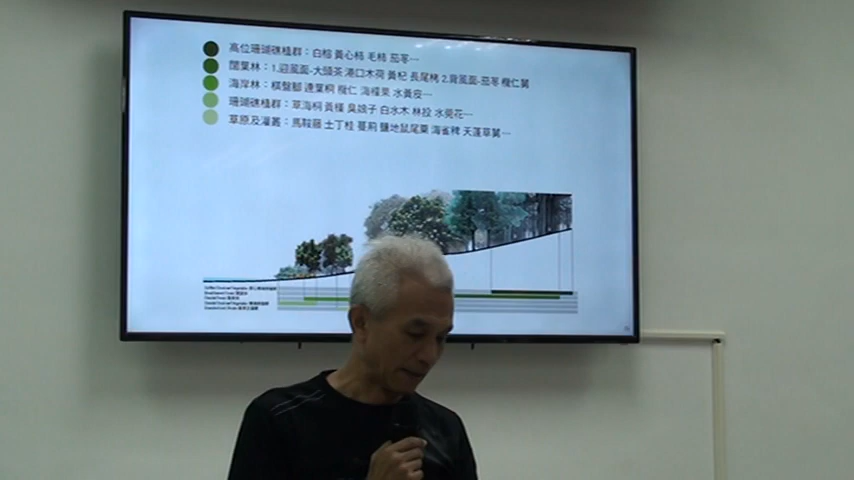 高位珊瑚礁植群：白榕 黃心柿 毛柿 茄苳…
闊葉林：1.迎風面-大頭茶 港口木荷 黃杞 長尾栲 2.背風面-茄苳 欖仁舅
海岸林：棋盤腳 蓮葉桐 欖仁 海檬果 水黃皮…
珊瑚礁植群：草海桐 黃槿 臭娘子 白水木 林投 水莞花…
草原及灌叢：馬鞍藤 土丁桂 蔓荊 鹽地鼠尾粟 海雀稗 天蓬草舅…